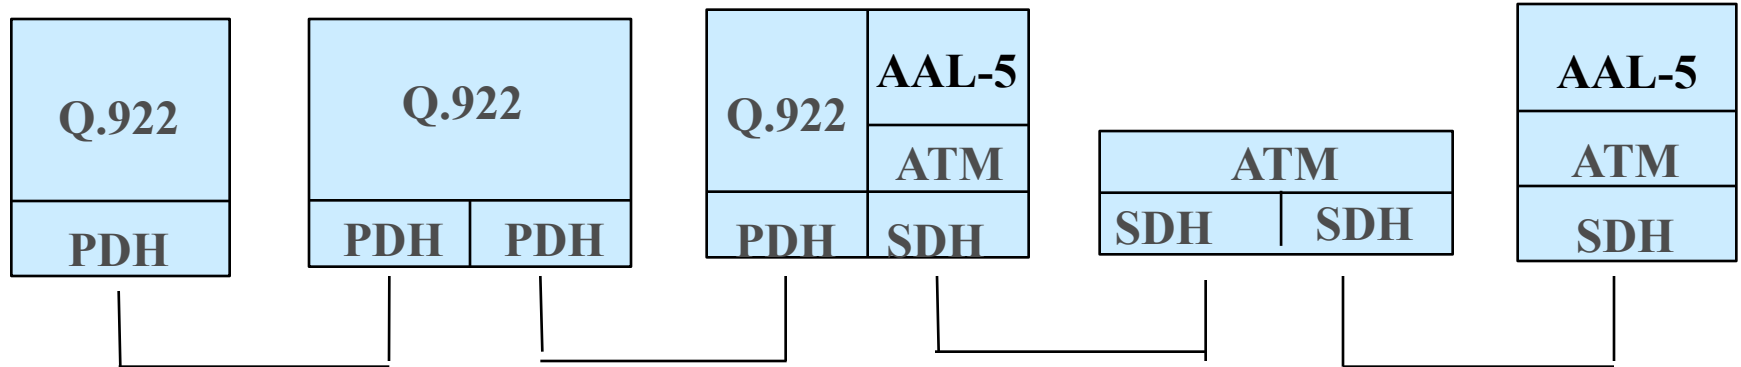 Q.922
PDH
Q.922
PDH PDH
Q.922
PDH
AAL-5
ATM
SDH
ATM
SDH SDH
AAL-5
ATM
SDH